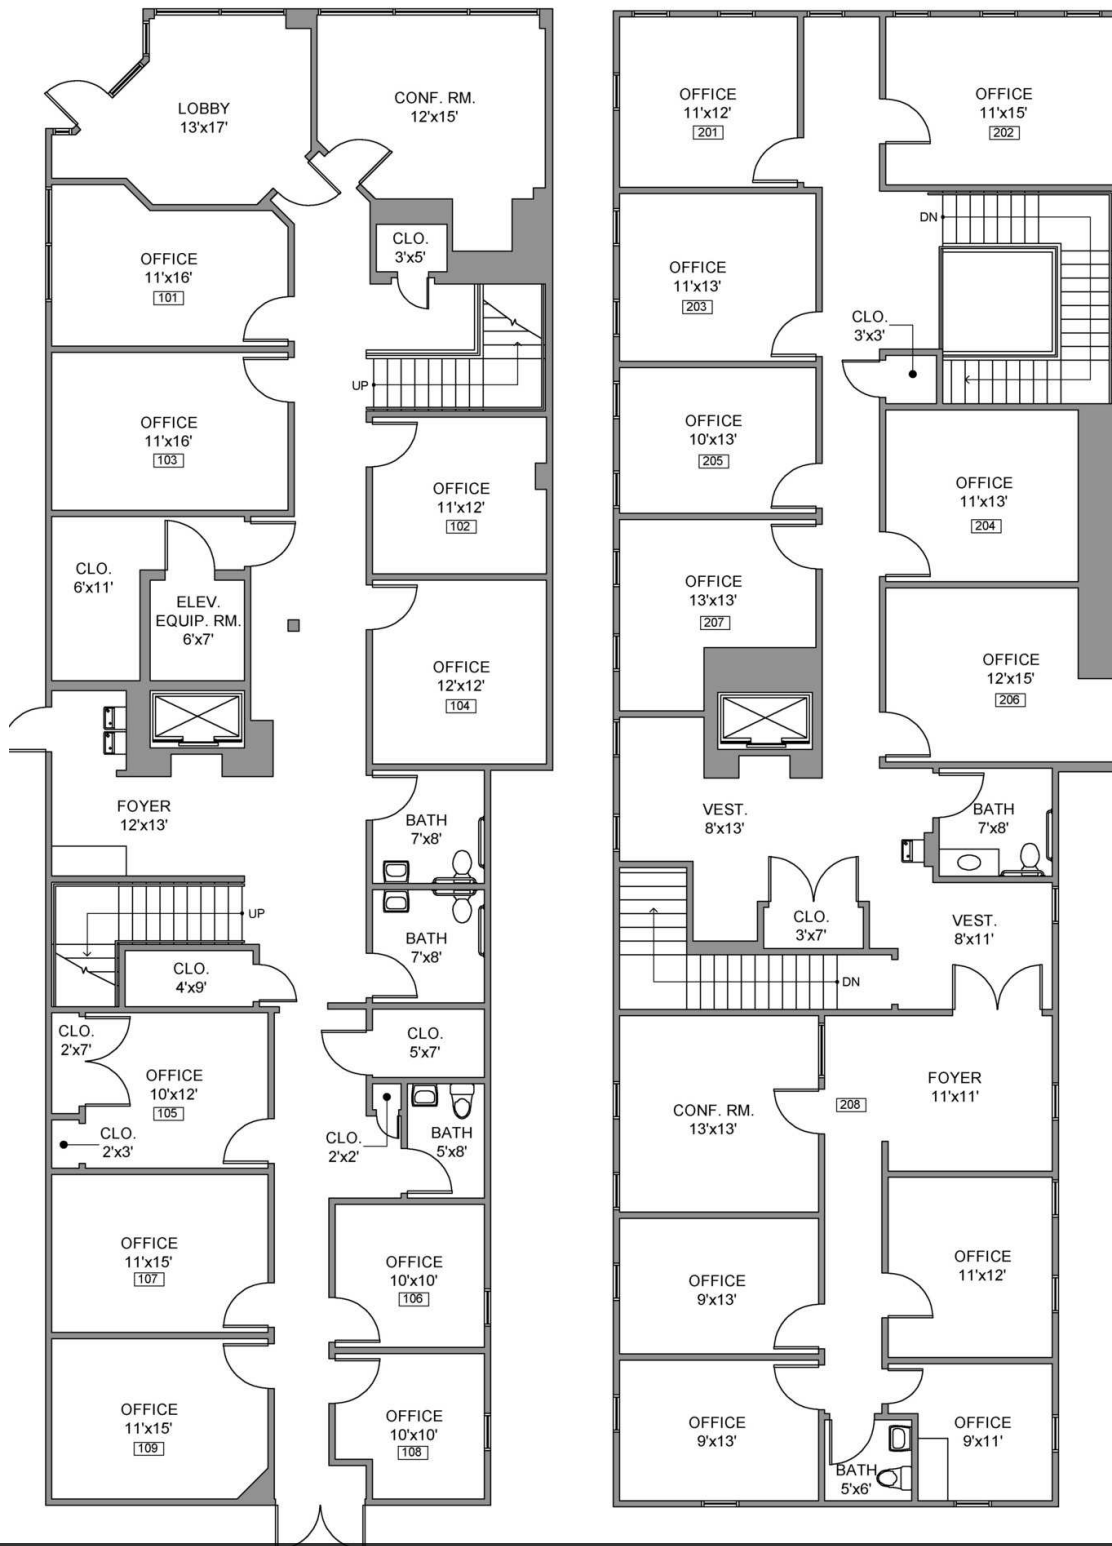 LOBBY
13'x17'
CONF. RM.
12'x15'
OFFICE
11'x16'
101
CLO.
3'x5'
UP
OFFICE
11'x16'
103
OFFICE
11'x12'
102
CLO.
6'x11'
ELEV.
EQUIP. RM.
6'x7'
OFFICE
12'x12'
104
FOYER
12'x13'
BATH
7'x8'
UP
BATH
7'x8'
CLO.
4'x9'
CLO.
2'x7'
OFFICE
10'x12'
105
CLO.
5'x7'
CLO.
2'x3'
CLO.
2'x2'
BATH
5'x8'
OFFICE
11'x15'
107
OFFICE
10'x10'
106
OFFICE
11'x15'
109
OFFICE
10'x10'
108
OFFICE
11'x12'
201
OFFICE
11'x15'
202
DN
OFFICE
11'x13'
203
CLO.
3'x3'
OFFICE
10'x13'
205
OFFICE
11'x13'
204
OFFICE
13'x13'
207
OFFICE
12'x15'
206
VEST.
8'x13'
BATH
7'x8'
CLO.
3'x7'
VEST.
8'x11'
DN
CONF. RM.
13'x13'
208
FOYER
11'x11'
OFFICE
9'x13'
OFFICE
11'x12'
OFFICE
9'x13'
OFFICE
9'x11'
BATH
5'x6'